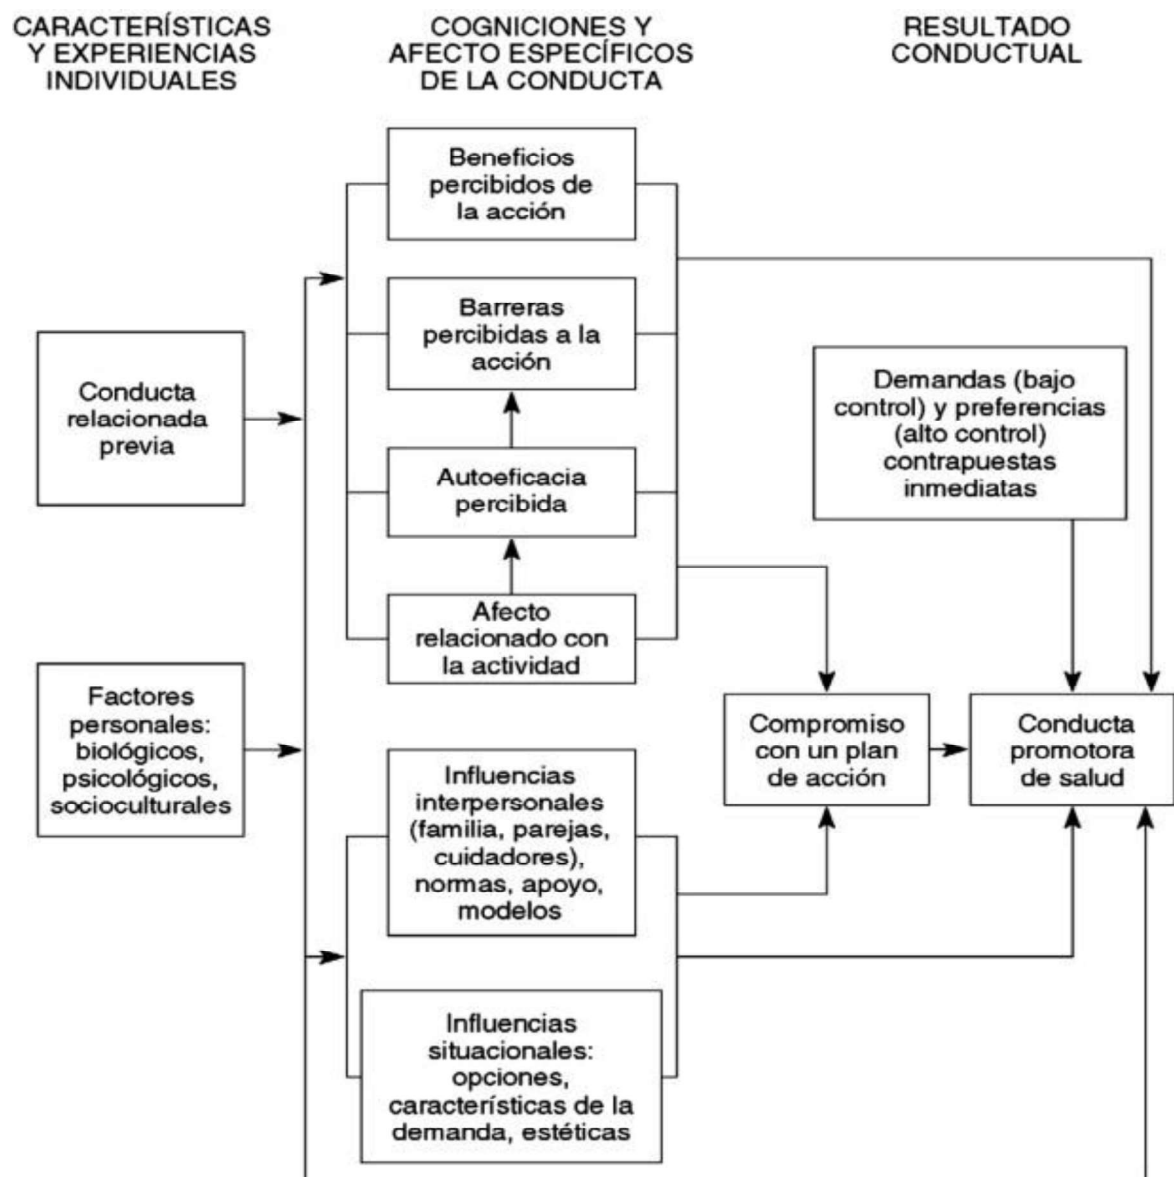 CARACTERÍSTICAS
Y EXPERIENCIAS
INDIVIDUALES
COGNICIONES Y
AFECTO ESPECÍFICOS
DE LA CONDUCTA
RESULTADO
CONDUCTUAL
Beneficios
percibidos de
la acción
Barreras
percibidas a la
acción
Conducta
relacionada
previa
Demandas (bajo
control) y preferencias
(alto control)
contrapuestas
inmediatas
Autoeficacia
percibida
Afecto
relacionado con
la actividad
Factores
personales:
biológicos,
psicológicos,
socioculturales
Compromiso
con un plan
de acción
Conducta
promotora
de salud
Influencias
interpersonales
(familia, parejas,
cuidadores),
normas, apoyo,
modelos
Influencias
situacionales:
opciones,
características de la
demanda, estéticas